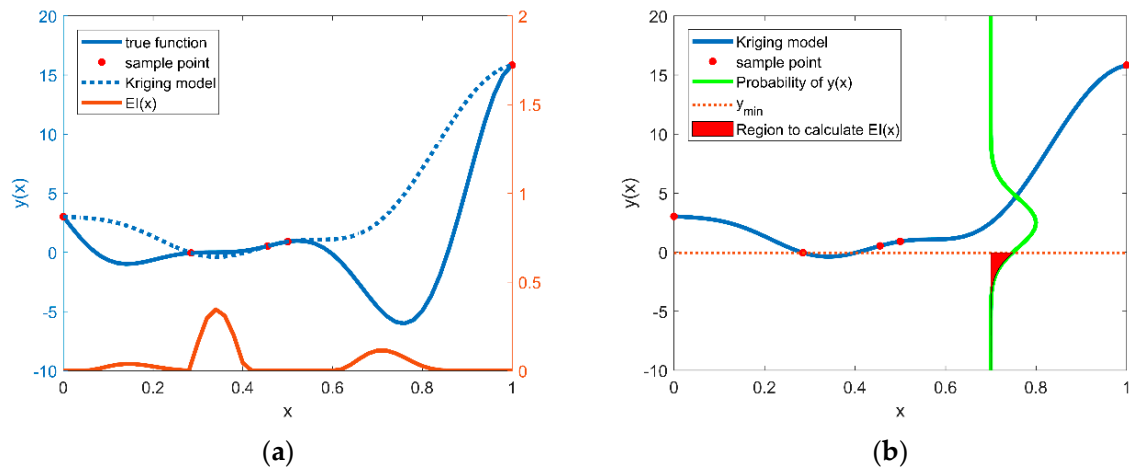 20
15
10
5
0
-5
-10
y(x)
2
1.5
1
0.5
0
0
0.2
0.4
0.6
0.8
1
x
true function
sample point
Kriging model
EI(x)
(a)
20
15
10
5
0
-5
-10
y(x)
0
0.2
0.4
0.6
0.8
1
x
Kriging model
sample point
Probability of y(x)
y_min
Region to calculate EI(x)
(b)